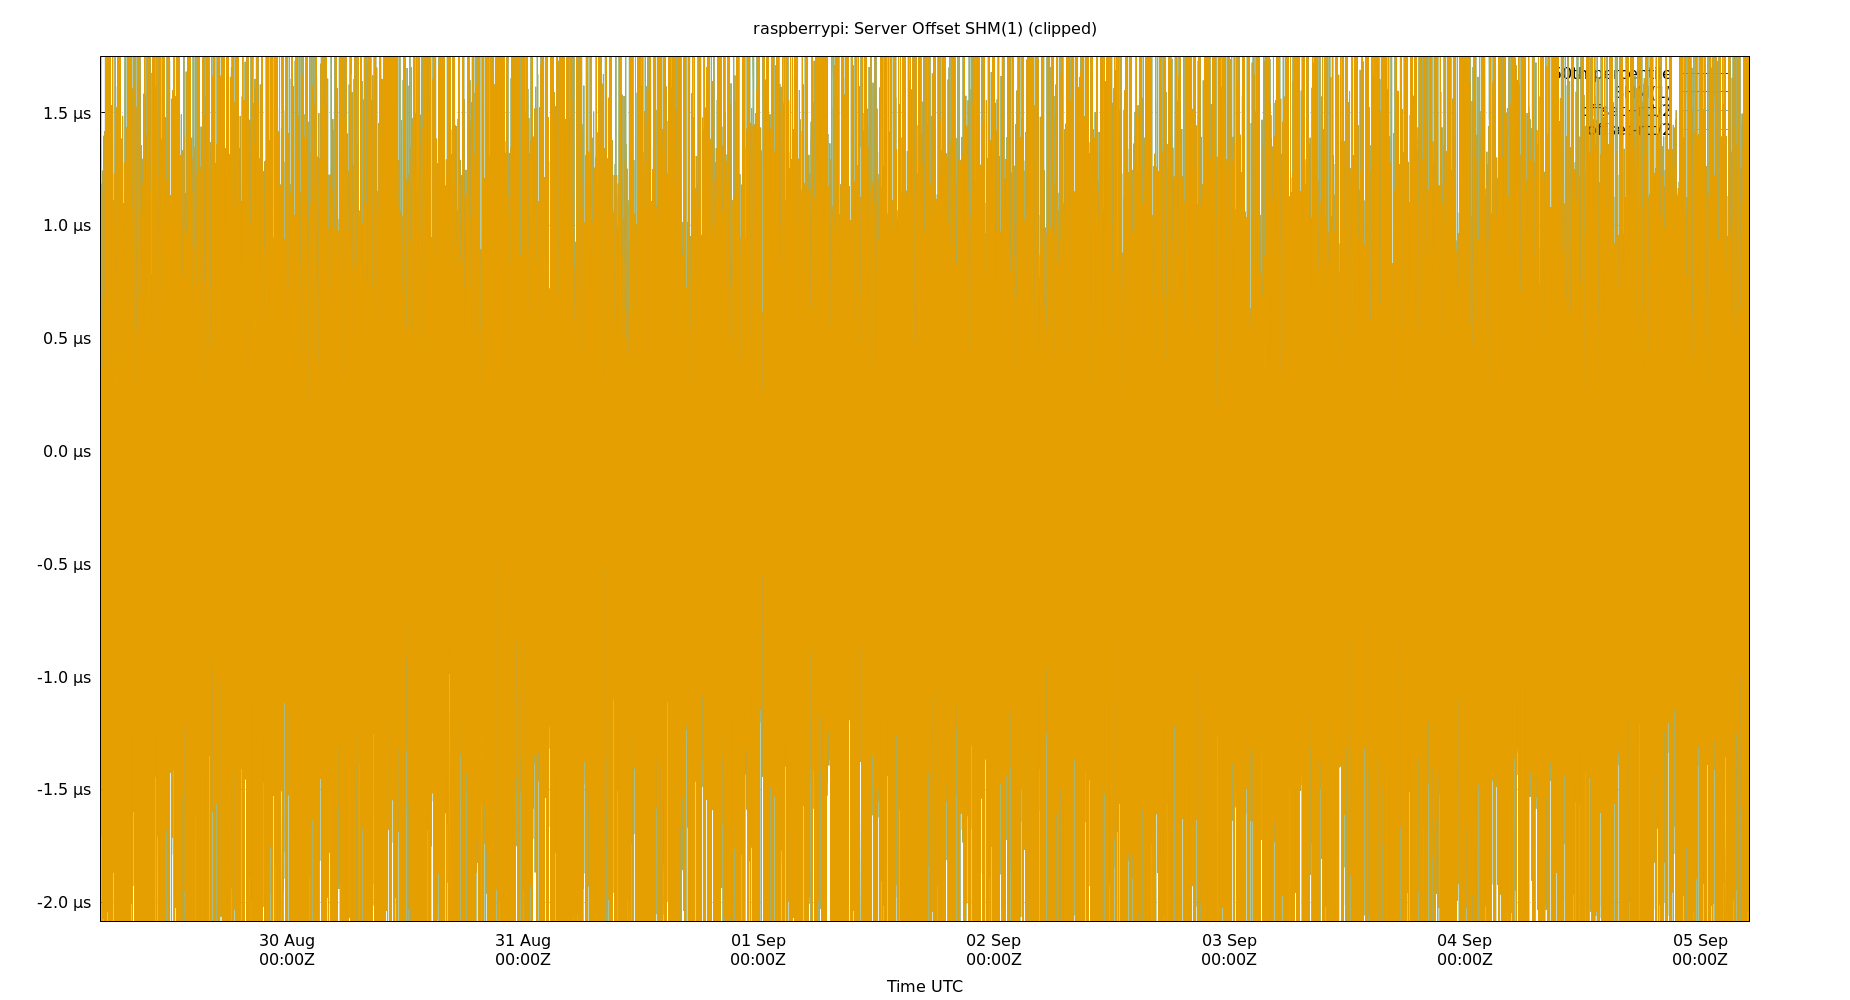 raspberrypi: Server Offset SHM(1) (clipped)
50th percentile
1.5 µs
1.0 µs
0.5 µs
0.0 µs
-0.5 µs
-1.0 µs
-1.5 µs
-2.0 µs
30 Aug 31 Aug 01 Sep 02 Sep 03 Sep 04 Sep 05 Sep
00:00Z 00:00Z 00:00Z 00:00Z 00:00Z 00:00Z 00:00Z
Time UTC